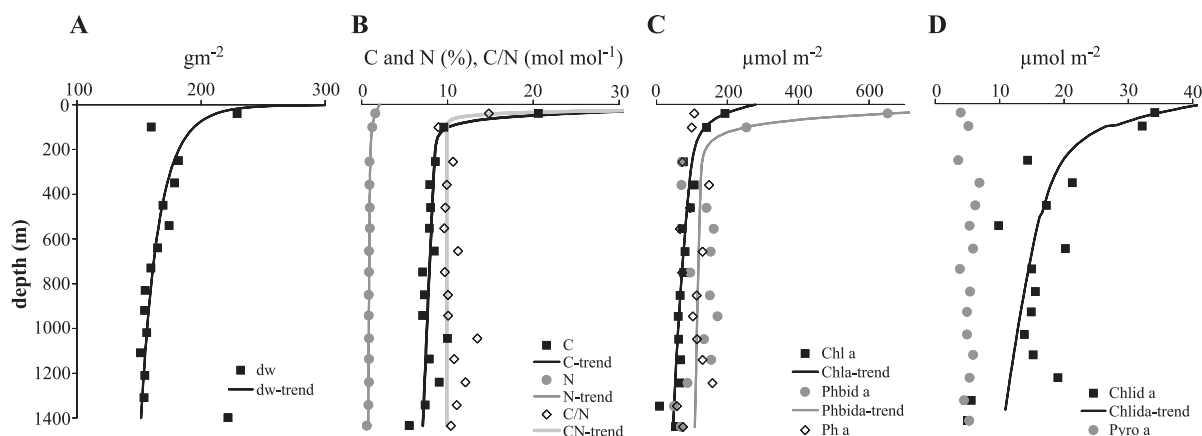 A
B
C
D
gm-2
C and N (%), C/N (mol mol-1)
µmol m-2
µmol m-2
100 200 300
0 10 20 30
0 200 400 600
0 10 20 30 40
depth (m)
0
200
400
600
800
1000
1200
1400
dw
dw-trend
C
C-trend
N
N-trend
C/N
CN-trend
Chl a
Chla-trend
Phbid a
Phbida-trend
Ph a
Chlid a
Chlida-trend
Pyro a